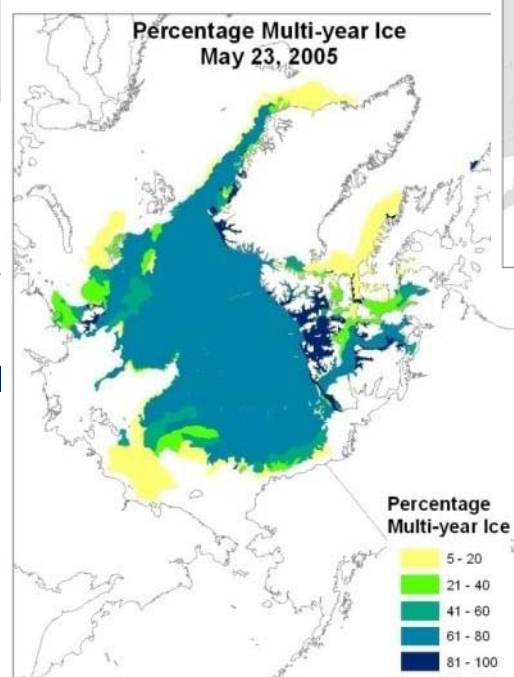 Percentage Multi-year Ice
May 23, 2005
Percentage
Multi-year Ice
5 - 20
21 - 40
41 - 60
61 - 80
81 - 100